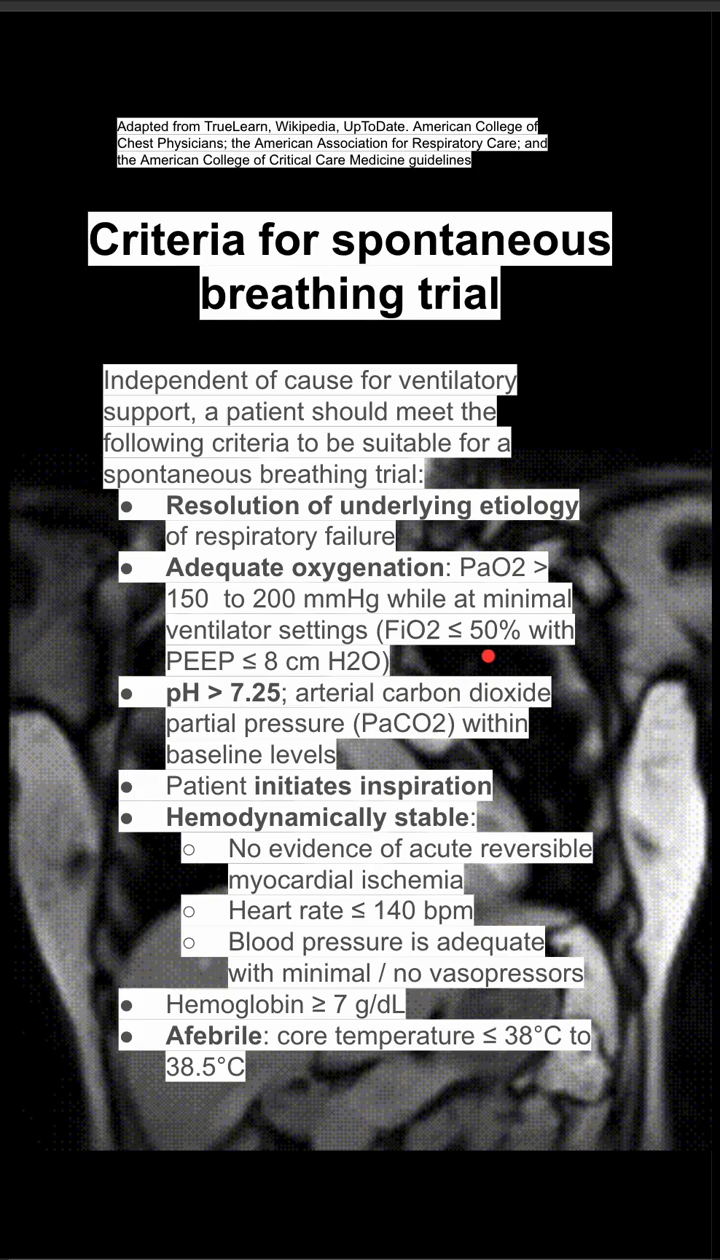 Adapted from TrueLearn, Wikipedia, UpToDate. American College of
Chest Physicians; the American Association for Respiratory Care; and
the American College of Critical Care Medicine guidelines
Criteria for spontaneous
breathing trial
Independent of cause for ventilatory
support, a patient should meet the
following criteria to be suitable for a
spontaneous breathing trial:
● Resolution of underlying etiology
of respiratory failure
● Adequate oxygenation: PaO2 >
150  to 200 mmHg while at minimal
ventilator settings (FiO2 ≤ 50% with
PEEP ≤ 8 cm H2O)
● pH > 7.25; arterial carbon dioxide
partial pressure (PaCO2) within
baseline levels
● Patient initiates inspiration
● Hemodynamically stable:
○ No evidence of acute reversible
myocardial ischemia
○ Heart rate ≤ 140 bpm
○ Blood pressure is adequate
with minimal / no vasopressors
● Hemoglobin ≥ 7 g/dL
● Afebrile: core temperature ≤ 38°C to
38.5°C